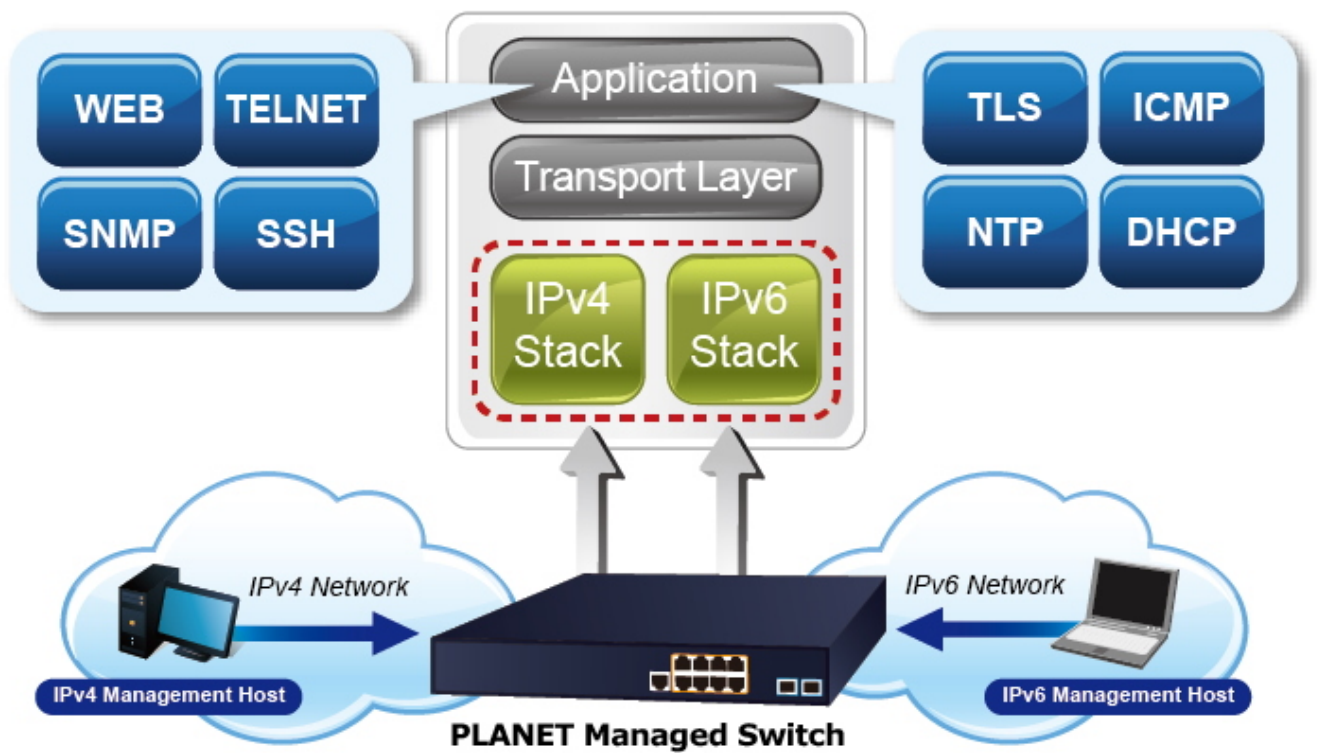 WEB
TELNET
SNMP
SSH
Application
Transport Layer
IPv4
Stack
IPv6
Stack
TLS
ICMP
NTP
DHCP
IPv4 Network
IPv6 Network
IPv4 Management Host
IPv6 Management Host
PLANET Managed Switch